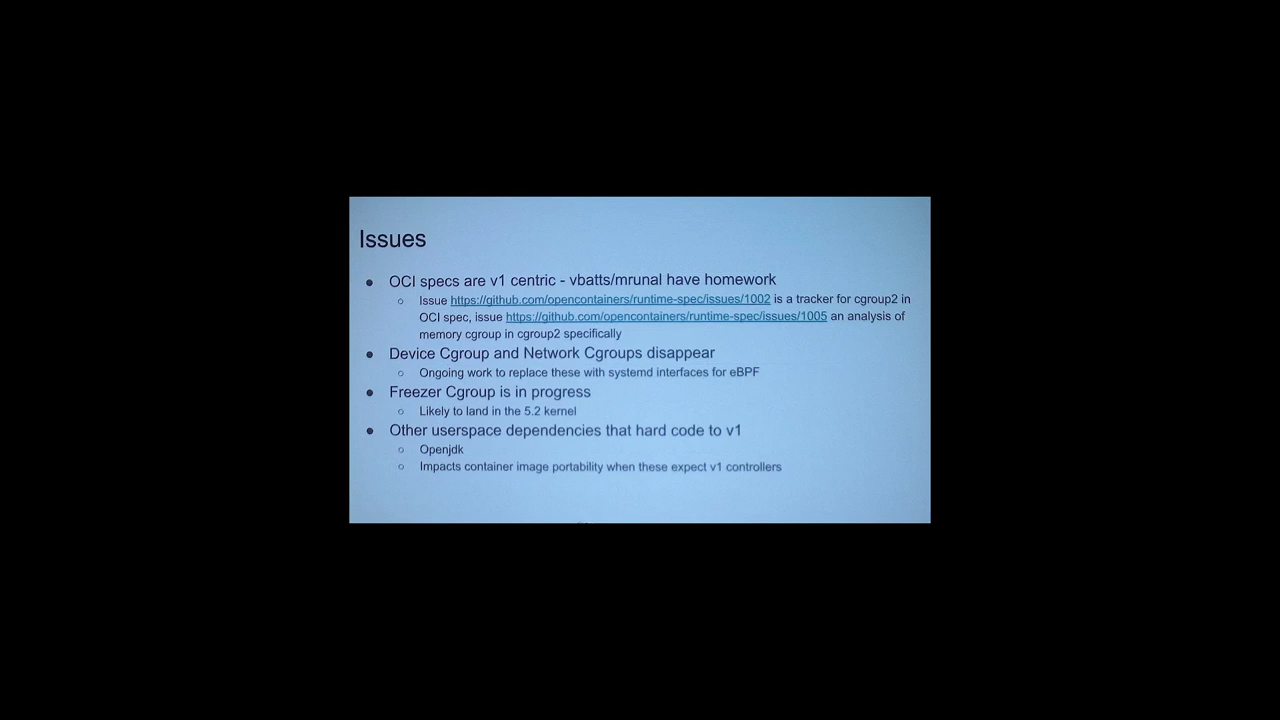 Issues
● OCI specs are v1 centric - vbatts/mrunal have homework
○ Issue https://github.com/opencontainers/runtime-spec/issues/1002 is a tracker for cgroup2 in
OCI spec, issue https://github.com/opencontainers/runtime-spec/issues/1005 an analysis of
memory cgroup in cgroup2 specifically
● Device Cgroup and Network Cgroups disappear
○ Ongoing work to replace these with systemd interfaces for eBPF
● Freezer Cgroup is in progress
○ Likely to land in the 5.2 kernel
● Other userspace dependencies that hard code to v1
○ Openjdk
○ Impacts container image portability when these expect v1 controllers